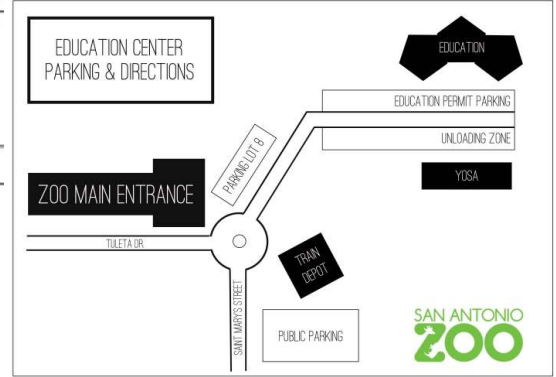 EDUCATION CENTER
PARKING & DIRECTIONS
EDUCATION
EDUCATION PERMIT PARKING
UNLOADING ZONE
PARKING LOT B
YOSA
ZOO MAIN ENTRANCE
TULETA DR.
TRAIN
DEPOT
SAINT MARY'S STREET
PUBLIC PARKING
SAN ANTONIO
ZOO